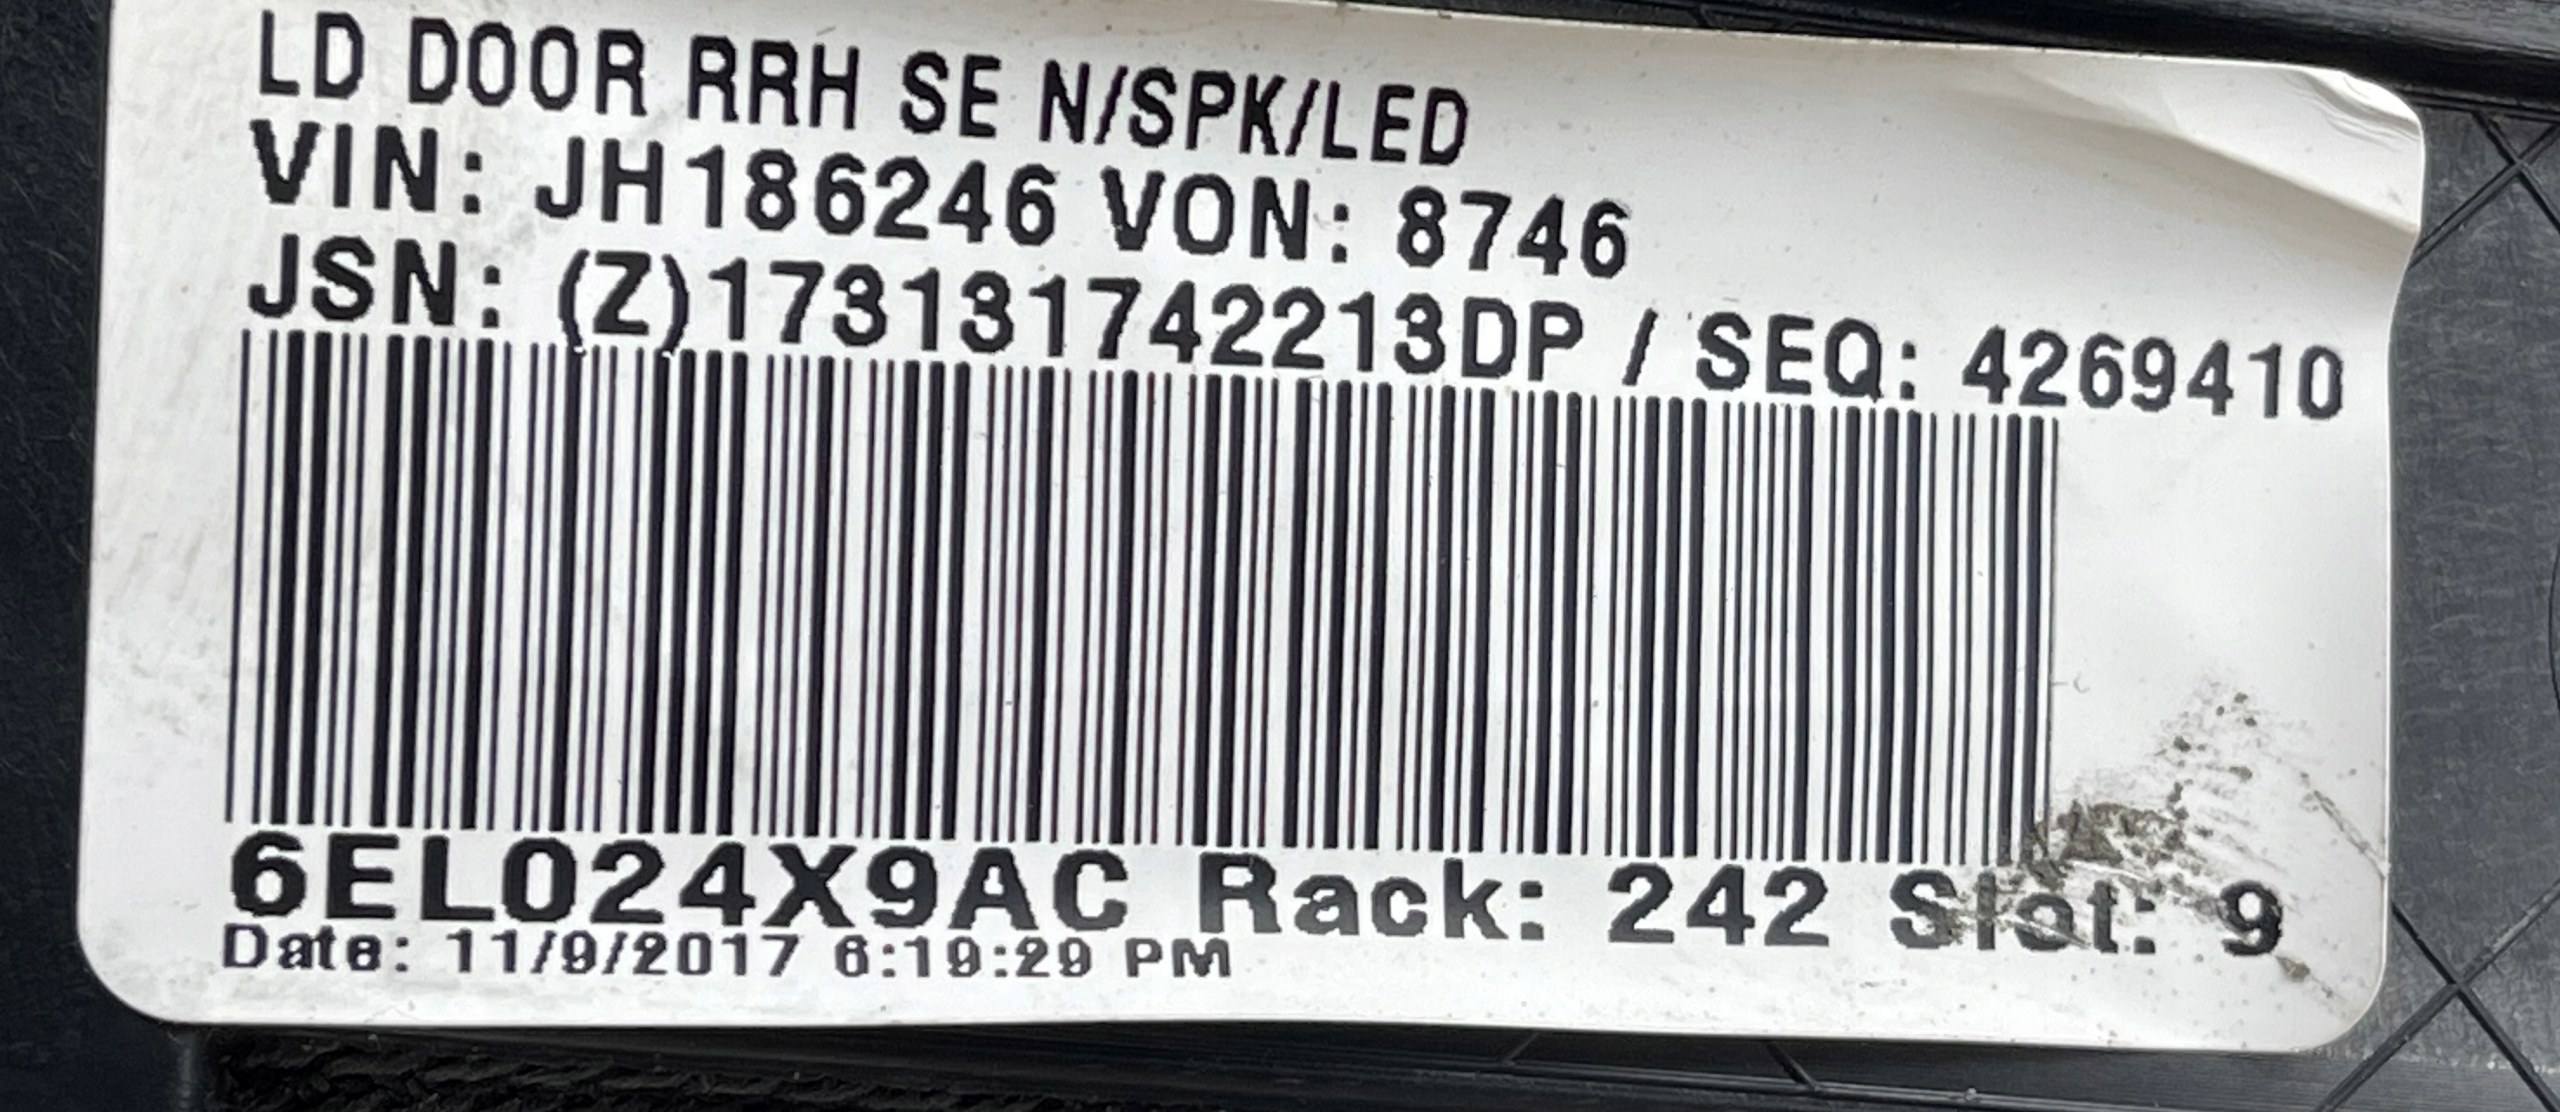 LD DOOR RRH SE N/SPK/LED
VIN: JH186246 VON: 8746
JSN: (Z)173131742213DP / SEQ: 4269410
6EL024X9AC Rack: 242 Slot: 9
Date: 11/9/2017 6:19:29 PM